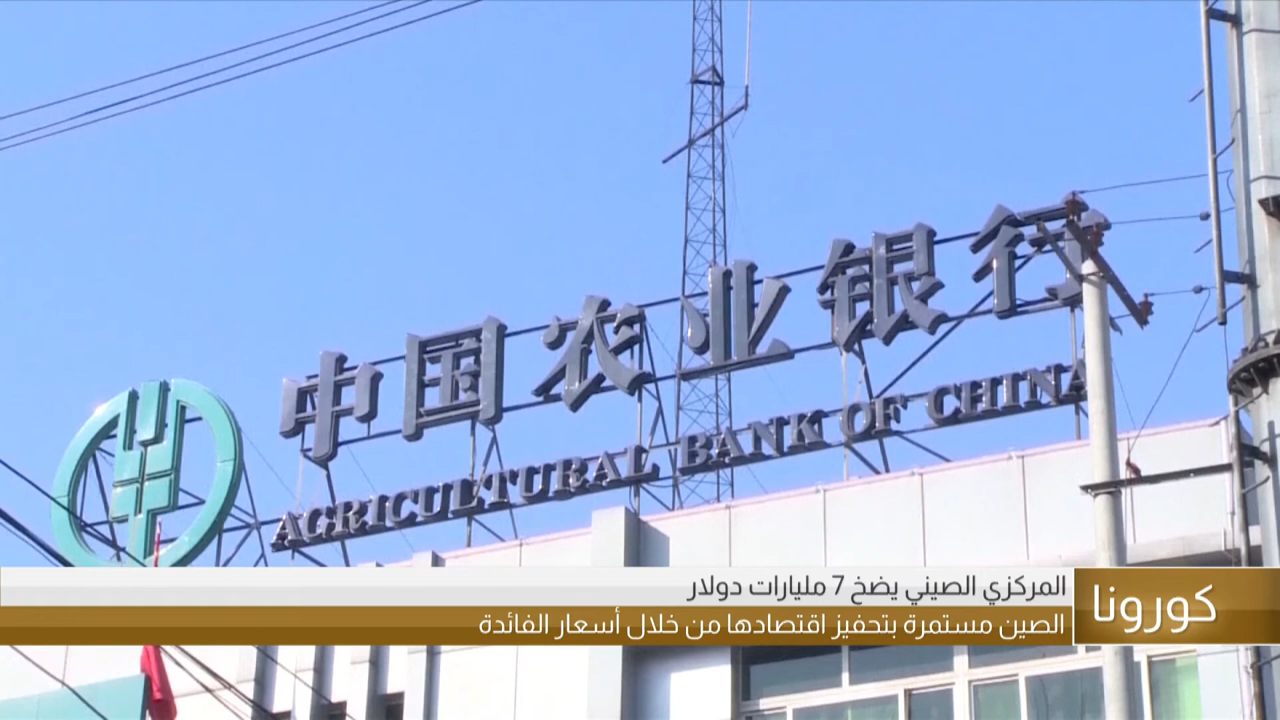 中国农业银行
AGRICULTURAL BANK OF CHINA
كورونا
المركزي الصيني يضخ 7 مليارات دولار
الصين مستمرة بتحفيز اقتصادها من خلال أسعار الفائدة